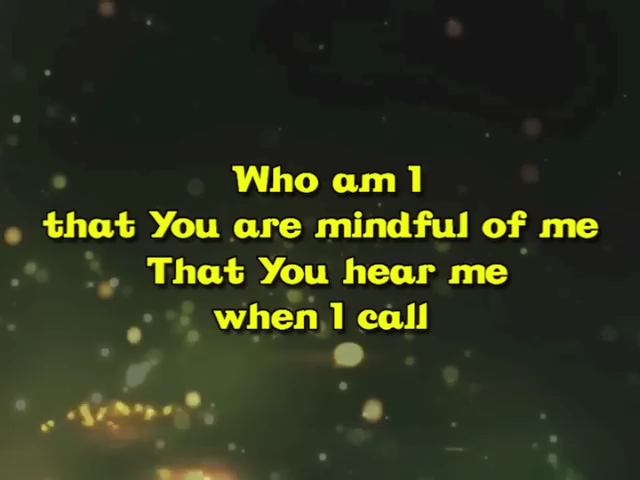 Who am I
that You are mindful of me
That You hear me
when I call